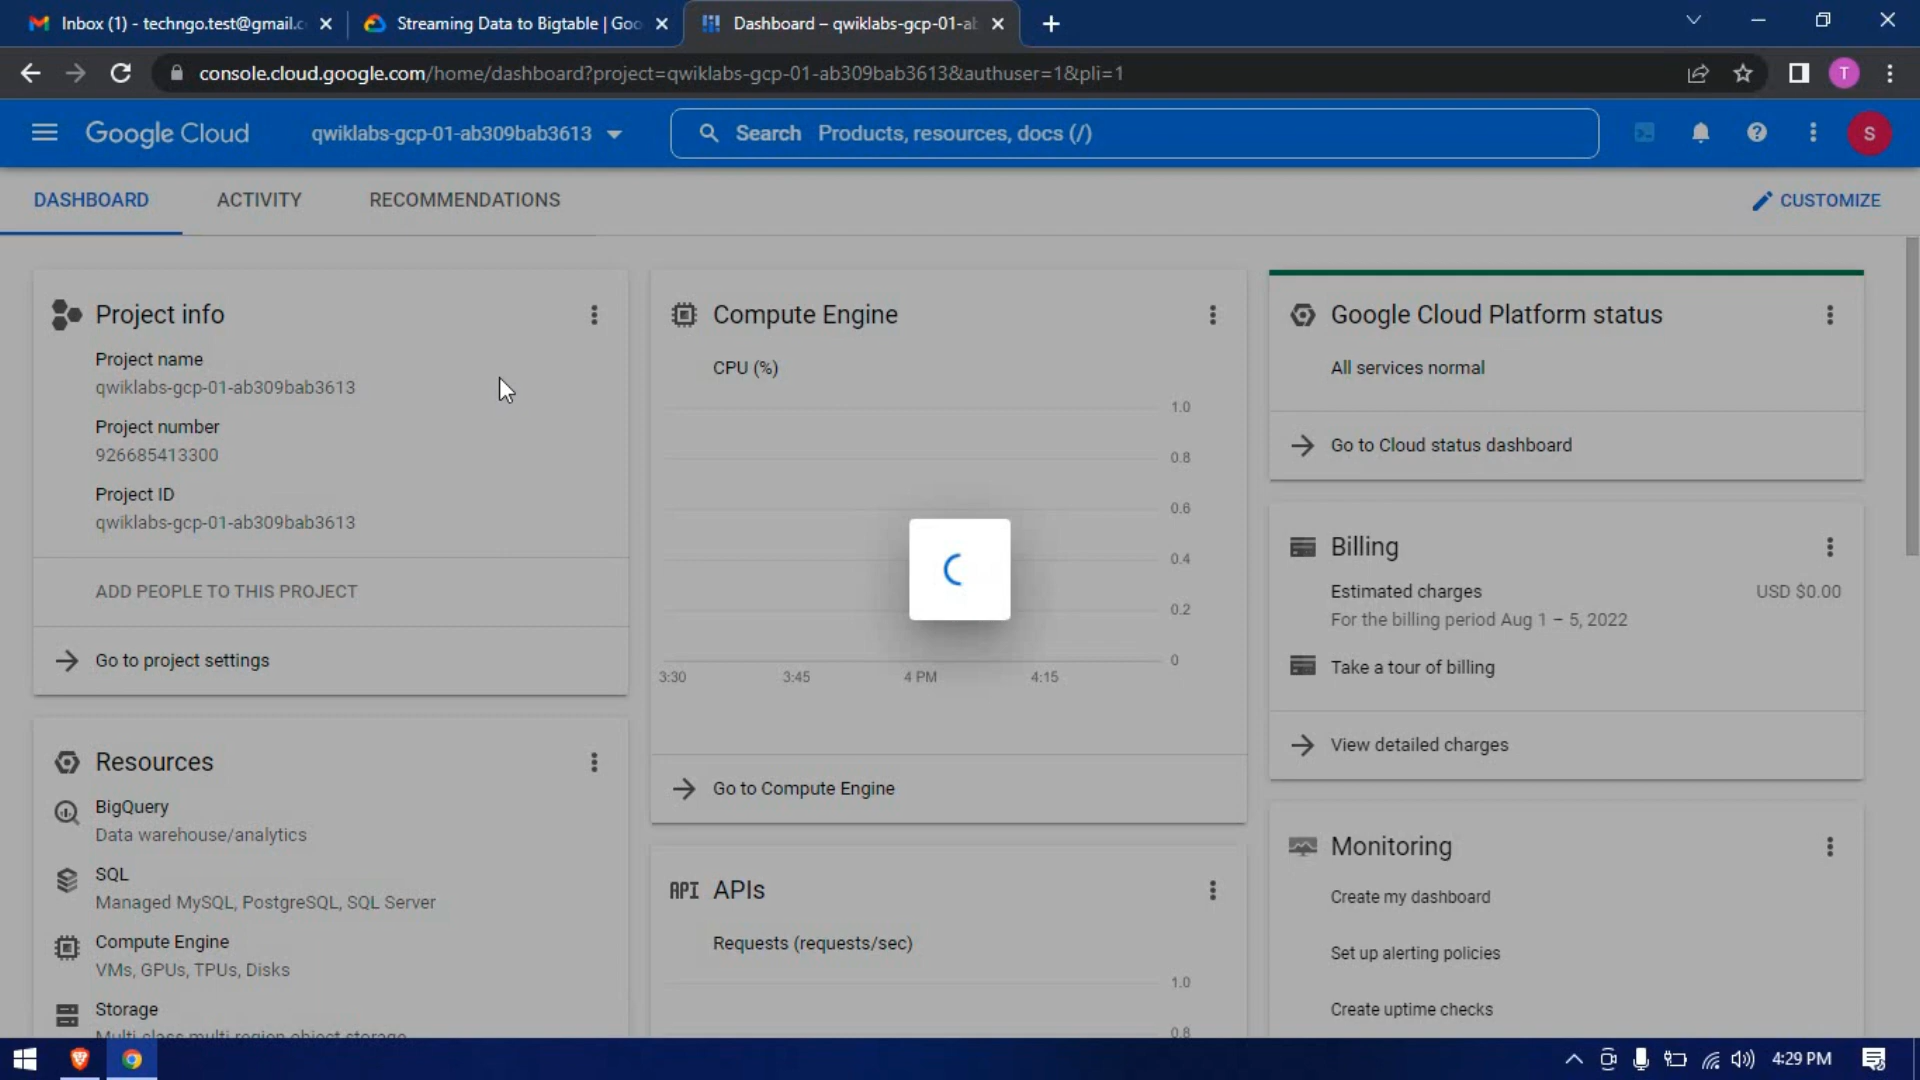 Inbox (1) - techngo.test@gmail.c
Streaming Data to Bigtable | Goo
Dashboard – qwiklabs-gcp-01-ab
console.cloud.google.com/home/dashboard?project=qwiklabs-gcp-01-ab309bab3613&authuser=1&pli=1
T
Google Cloud
qwiklabs-gcp-01-ab309bab3613
Search Products, resources, docs (/)
S
DASHBOARD
ACTIVITY
RECOMMENDATIONS
CUSTOMIZE
Project info
Project name
qwiklabs-gcp-01-ab309bab3613
Project number
926685413300
Project ID
qwiklabs-gcp-01-ab309bab3613
ADD PEOPLE TO THIS PROJECT
Go to project settings
Resources
BigQuery
Data warehouse/analytics
SQL
Managed MySQL, PostgreSQL, SQL Server
Compute Engine
VMs, GPUs, TPUs, Disks
Storage
Multi-class multi-region object storage
Compute Engine
CPU (%)
1.0
0.8
0.6
0.4
0.2
0
3:30
3:45
4 PM
4:15
Go to Compute Engine
API
APIs
Requests (requests/sec)
1.0
0.8
Google Cloud Platform status
All services normal
Go to Cloud status dashboard
Billing
Estimated charges
USD $0.00
For the billing period Aug 1 – 5, 2022
Take a tour of billing
View detailed charges
Monitoring
Create my dashboard
Set up alerting policies
Create uptime checks
4:29 PM